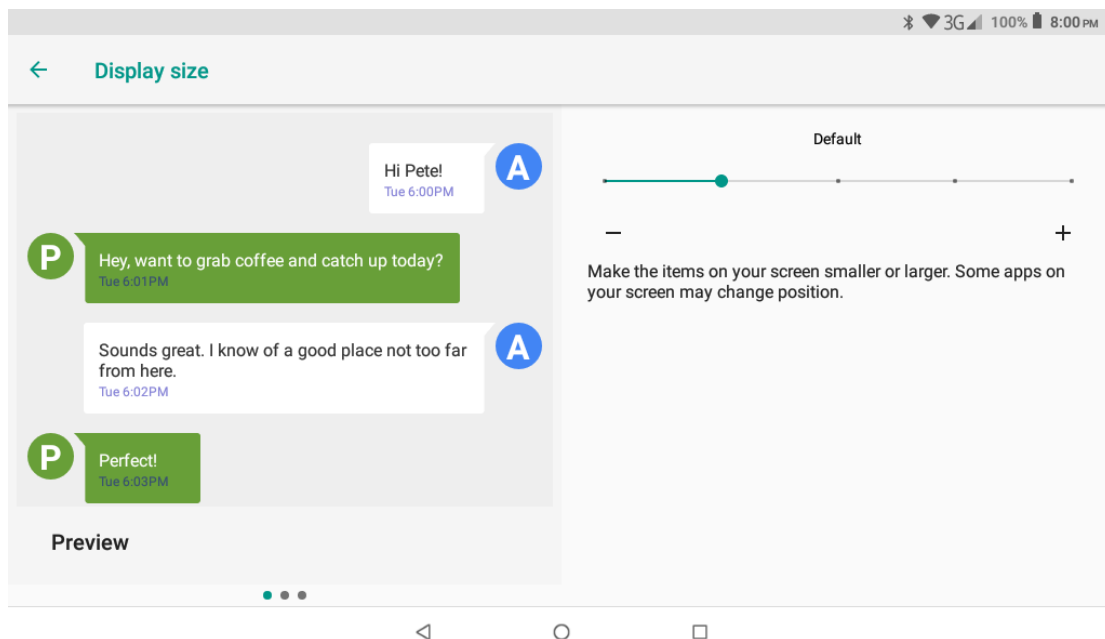 3G 100% 8:00 PM
Display size
Hi Pete!
Tue 6:00PM
A
P
Hey, want to grab coffee and catch up today?
Tue 6:01PM
Sounds great. I know of a good place not too far
from here.
Tue 6:02PM
A
P
Perfect!
Tue 6:03PM
Preview
Default
Make the items on your screen smaller or larger. Some apps on
your screen may change position.